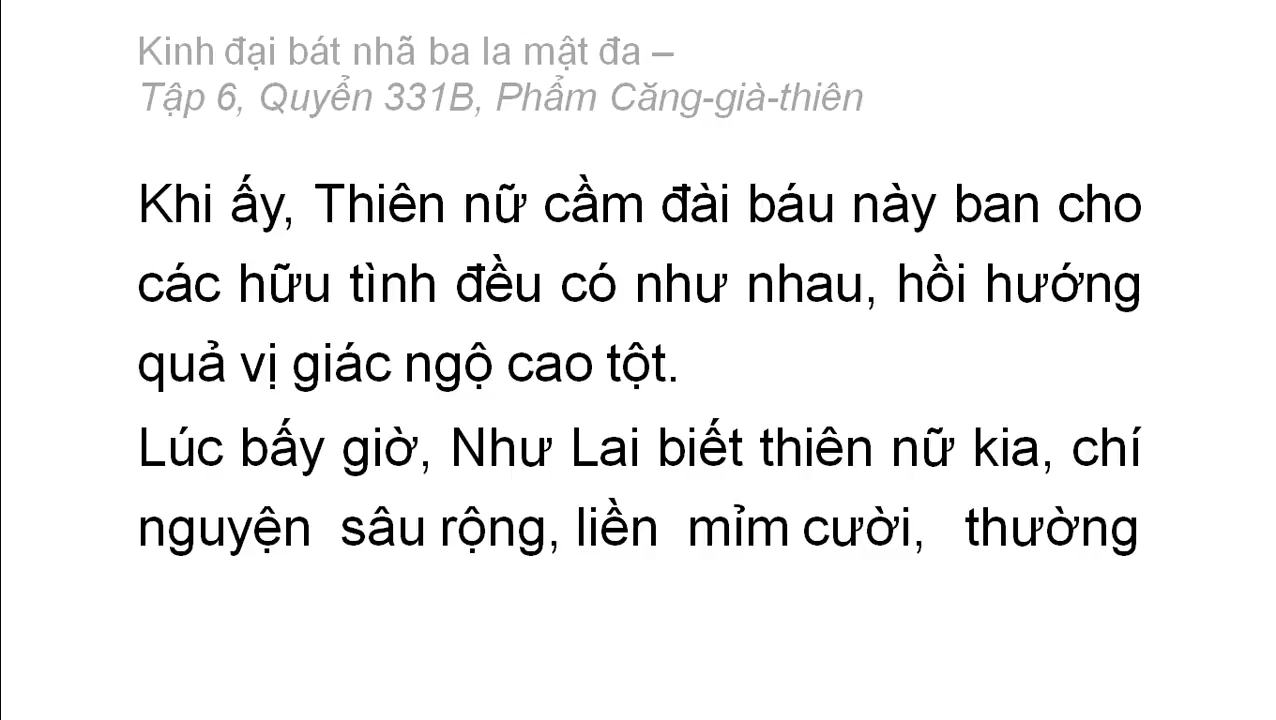 Kinh đại bát nhã ba la mật đa –
Tập 6, Quyển 331B, Phẩm Căng-già-thiên
Khi ấy, Thiên nữ cầm đài báu này ban cho
các hữu tình đều có như nhau, hồi hướng
quả vị giác ngộ cao tột.
Lúc bấy giờ, Như Lai biết thiên nữ kia, chí
nguyện sâu rộng, liền mỉm cười, thường